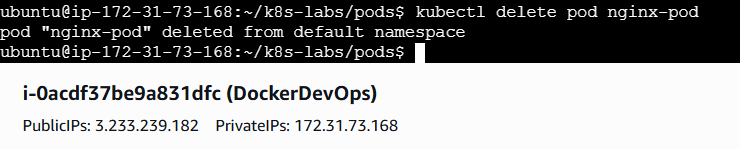 ubuntu@ip-172-31-73-168:~/k8s-labs/pods$ kubectl delete pod nginx-pod
pod "nginx-pod" deleted from default namespace
ubuntu@ip-172-31-73-168:~/k8s-labs/pods$
i-0acdf37be9a831dfc (DockerDevOps)
PublicIPs: 3.233.239.182 PrivateIPs: 172.31.73.168